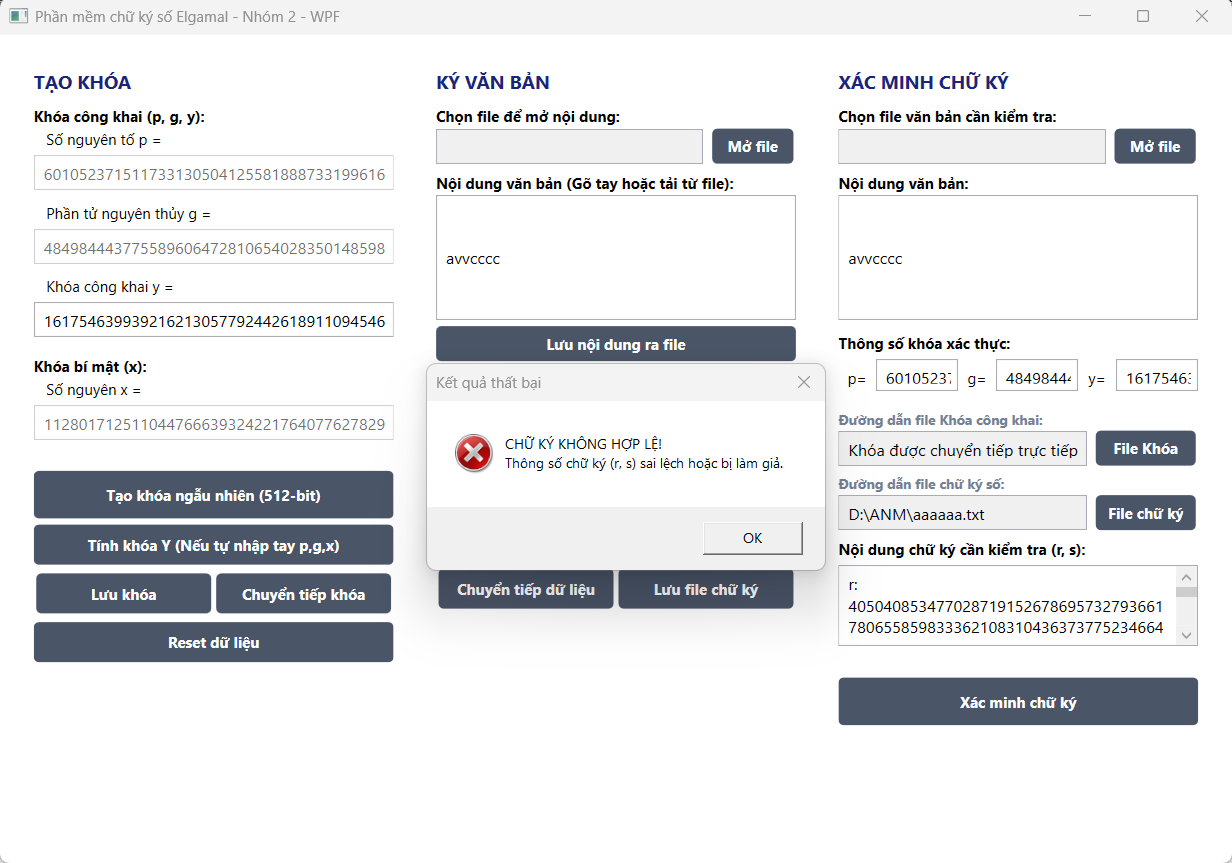 Phần mềm chữ ký số Elgamal - Nhóm 2 - WPF
TẠO KHÓA
Khóa công khai (p, g, y):
Số nguyên tố p =
601052371511733130504125581888733199616
Phần tử nguyên thủy g =
48498444377558960647281065402835014859８
Khóa công khai y =
16175463993921621305779244261891109454６
Khóa bí mật (x):
Số nguyên x =
11280171251104476663932422176407762782９
Tạo khóa ngẫu nhiên (512-bit)
Tính khóa Y (Nếu tự nhập tay p,g,x)
Lưu khóa
Chuyển tiếp khóa
Reset dữ liệu
KÝ VĂN BẢN
Chọn file để mở nội dung:
Mở file
Nội dung văn bản (Gõ tay hoặc tải từ file):
avvcccc
Lưu nội dung ra file
Kết quả thất bại
CHỮ KÝ KHÔNG HỢP LỆ!
Thông số chữ ký (r, s) sai lệch hoặc bị làm giả.
OK
Chuyển tiếp dữ liệu
Lưu file chữ ký
XÁC MINH CHỮ KÝ
Chọn file văn bản cần kiểm tra:
Mở file
Nội dung văn bản:
avvcccc
Thông số khóa xác thực:
p= 60105237 g= 4849844 y= 1617546
Đường dẫn file Khóa công khai:
Khóa được chuyển tiếp trực tiếp
File Khóa
Đường dẫn file chữ ký số:
D:\ANM\aaaaaa.txt
File chữ ký
Nội dung chữ ký cần kiểm tra (r, s):
r:
40504085347702871915267869573279366１
78065585983336210831043637377523466４
Xác minh chữ ký